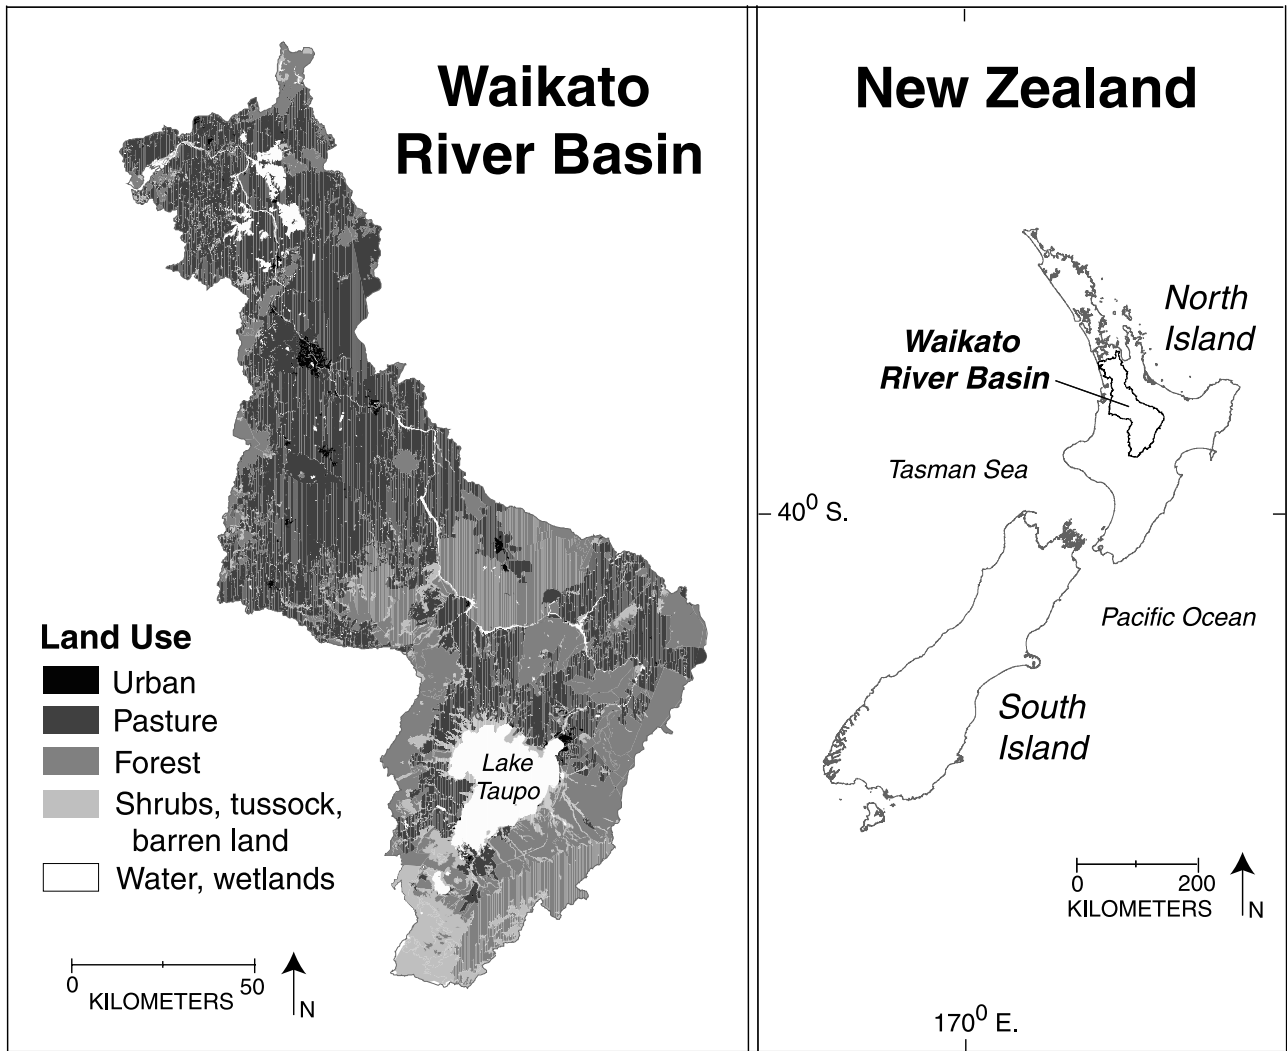 Waikato
River Basin
Lake
Taupo
Land Use
Urban
Pasture
Forest
Shrubs, tussock,
barren land
Water, wetlands
0 50
KILOMETERS
N
New Zealand
North
Island
Waikato
River Basin
Tasman Sea
40⁰ S.
Pacific Ocean
South
Island
0 200
KILOMETERS
N
170⁰ E.